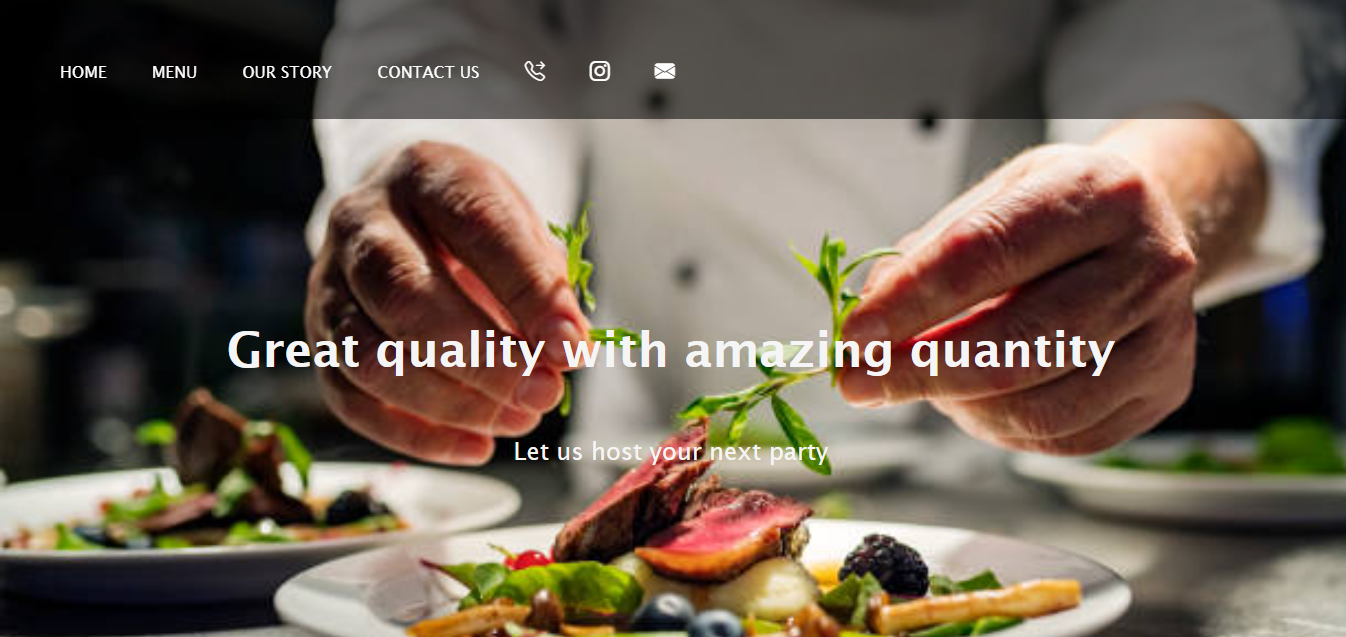 HOME MENU OUR STORY CONTACT US
Great quality with amazing quantity
Let us host your next party